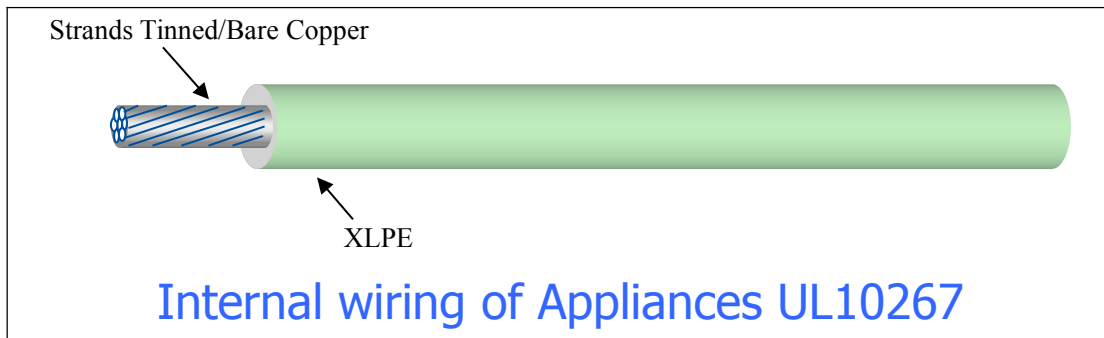 Strands Tinned/Bare Copper
XLPE
Internal wiring of Appliances UL10267